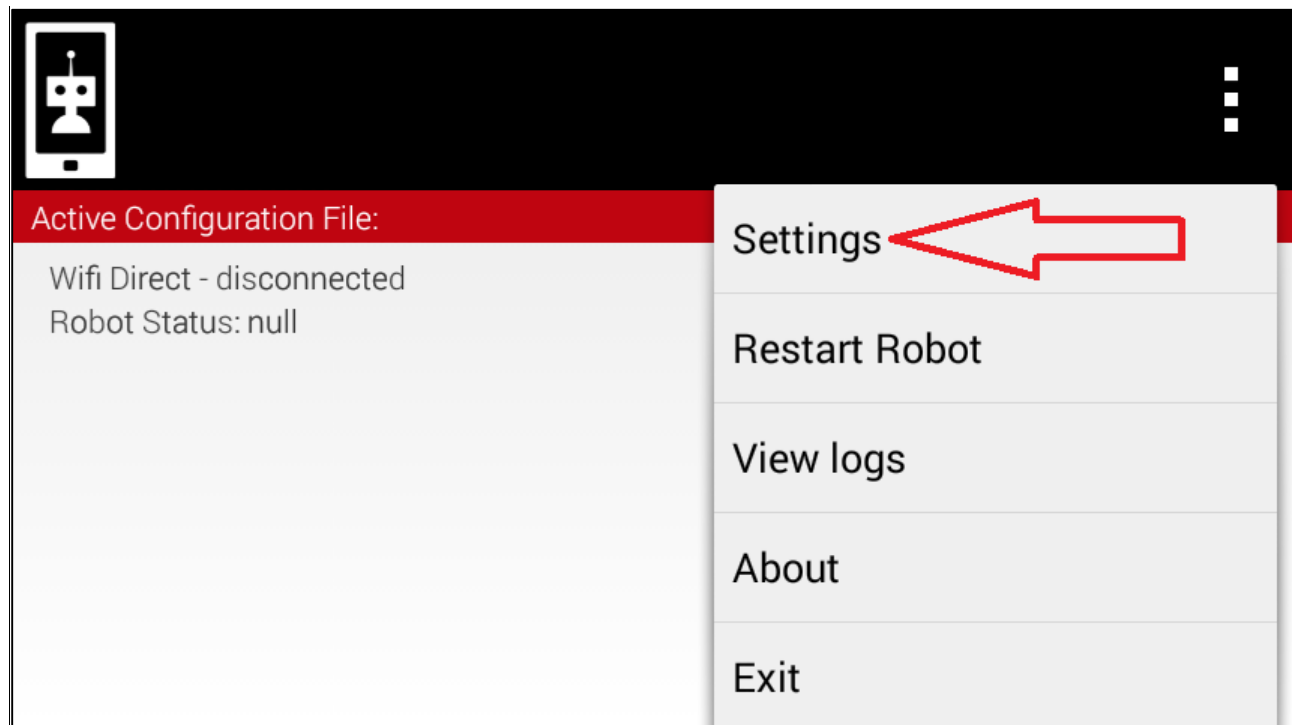 Active Configuration File:
Wifi Direct - disconnected
Robot Status: null
Settings
Restart Robot
View logs
About
Exit